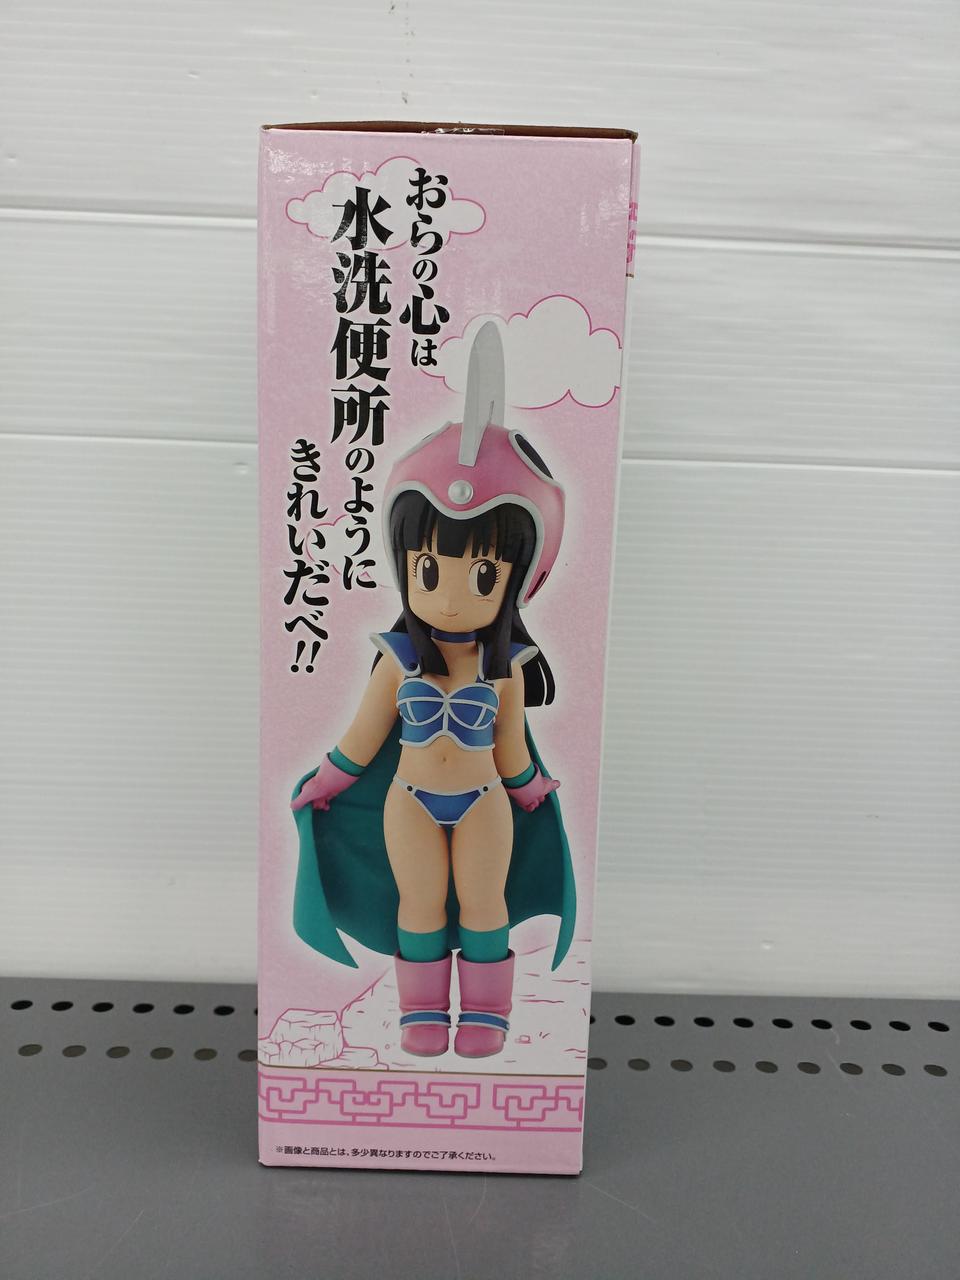 おらの心は
水洗便所のように
きれいだべ!!
※画像と商品とは、多少異なりますのでご了承ください。